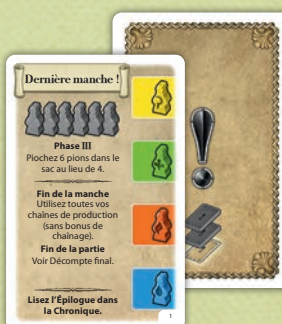 Dernière manche !
Phase III
Piochez 6 pions dans le
sac au lieu de 4.
Fin de la manche
Utilisez toutes vos
chaînes de production
(sans bonus de
chaînage).
Fin de la partie
Voir Décompte final.
Lisez l'Épilogue dans
la Chronique.
1